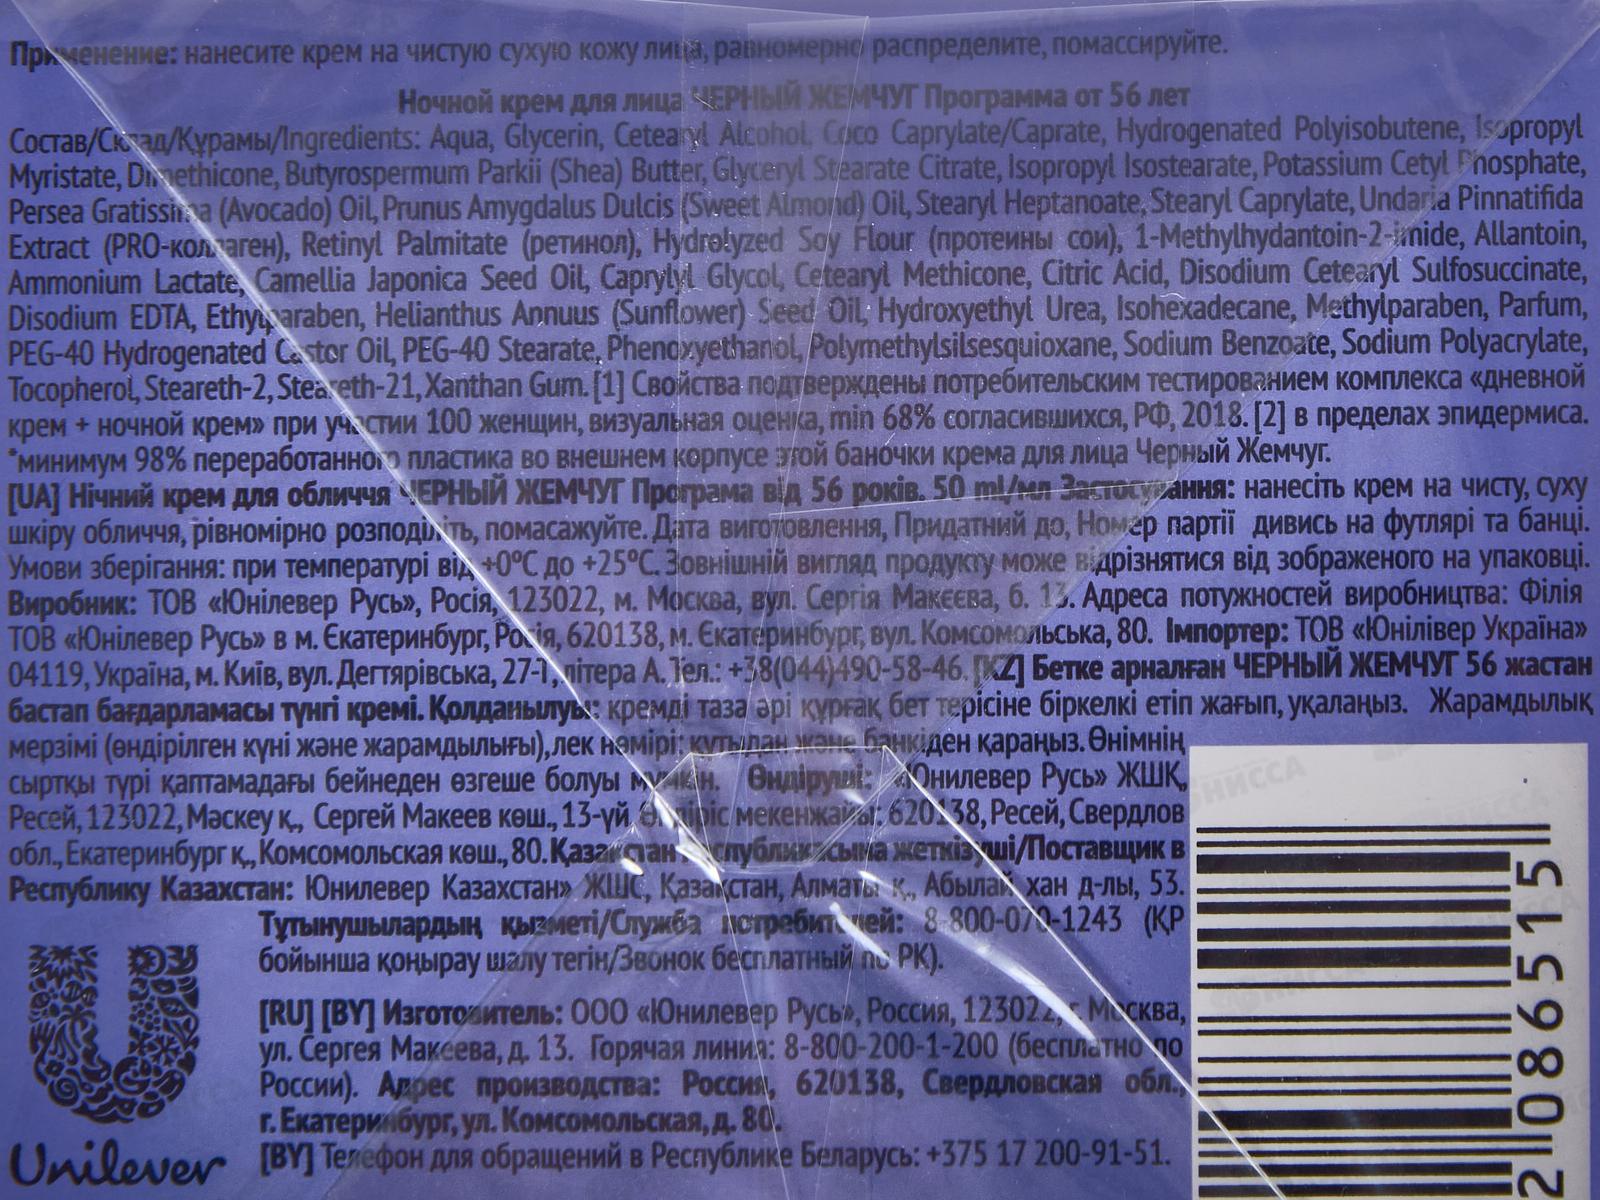 Применение: нанесите крем на чистую сухую кожу лица, равномерно распределите, помассируйте.
Ночной крем для лица ЧЕРНЫЙ ЖЕМЧУГ Программа от 56 лет
Состав/Склад/Құрамы/Ingredients: Aqua, Glycerin, Cetearyl Alcohol, Coco Caprylate/Caprate, Hydrogenated Polyisobutene, Isopropyl
Myristate, Dimethicone, Butyrospermum Parkii (Shea) Butter, Glyceryl Stearate Citrate, Isopropyl Isostearate, Potassium Cetyl Phosphate,
Persea Gratissima (Avocado) Oil, Prunus Amygdalus Dulcis (Sweet Almond) Oil, Stearyl Heptanoate, Stearyl Caprylate, Undaria Pinnatifida
Extract (PRO-коллаген), Retinyl Palmitate (ретинол), Hydrolyzed Soy Flour (протеины сои), 1-Methylhydantoin-2-Imide, Allantoin,
Ammonium Lactate, Camellia Japonica Seed Oil, Caprylyl Glycol, Cetearyl Methicone, Citric Acid, Disodium Cetearyl Sulfosuccinate,
Disodium EDTA, Ethylparaben, Helianthus Annuus (Sunflower) Seed Oil, Hydroxyethyl Urea, Isohexadecane, Methylparaben, Parfum,
PEG-40 Hydrogenated Castor Oil, PEG-40 Stearate, Phenoxyethanol, Polymethylsilsesquioxane, Sodium Benzoate, Sodium Polyacrylate,
Tocopherol, Steareth-2, Steareth-21, Xanthan Gum. [1] Свойства подтверждены потребительским тестированием комплекса «дневной
крем + ночной крем» при участии 100 женщин, визуальная оценка, min 68% согласившихся, РФ, 2018. [2] в пределах эпидермиса.
*минимум 98% переработанного пластика во внешнем корпусе этой баночки крема для лица Черный Жемчуг.
[UA] Нічний крем для обличчя ЧЕРНЫЙ ЖЕМЧУГ Програма від 56 років. 50 ml/мл Застосування: нанесіть крем на чисту, суху
шкіру обличчя, рівномірно розподіліть, помасажуйте. Дата виготовлення, Придатний до, Номер партії дивись на футлярі та банці.
Умови зберігання: при температурі від +0°C до +25°C. Зовнішній вигляд продукту може відрізнятися від зображеного на упаковці.
Виробник: ТОВ «Юнілевер Русь», Росія, 123022, м. Москва, вул. Сергія Макєєва, б. 13. Адреса потужностей виробництва: Філія
ТОВ «Юнілевер Русь» в м. Єкатеринбург, Росія, 620138, м. Єкатеринбург, вул. Комсомольська, 80. Імпортер: ТОВ «Юнілівер Україна»
04119, Україна, м. Київ, вул. Дегтярівська, 27-Т, літера А. Тел.: +38(044)490-58-46. [KZ] Бетке арналған ЧЕРНЫЙ ЖЕМЧУГ 56 жастан
бастап бағдарламасы түнгі кремі. Қолданылуы: кремді таза әрі құрғақ бет терісіне біркелкі етіп жағып, уқалаңыз. Жарамдылық
мерзімі (өндірілген күні және жарамдылығы), лек нөмірі: құтыдан және банкіден қараңыз. Өнімнің
сыртқы түрі қаптамадағы бейнеден өзгеше болуы мүмкін. Өндіруші: «Юнилевер Русь» ЖШҚ,
Ресей, 123022, Мәскеу қ., Сергей Макеев көш., 13-үй. Өндіріс мекенжайы: 620138, Ресей, Свердлов
обл., Екатеринбург қ., Комсомольская көш., 80. Қазақстан Республикасына жеткізуші/Поставщик в
Республику Казахстан: Юнилевер Казахстан» ЖШС, Қазақстан, Алматы қ., Абылай хан д-лы, 53.
Тұтынушылардың қызметі/Служба потребителей: 8-800-070-1243 (ҚР
бойынша қоңырау шалу тегін/Звонок бесплатный по РК).
[RU] [BY] Изготовитель: ООО «Юнилевер Русь», Россия, 123022, г. Москва,
ул. Сергея Макеева, д. 13. Горячая линия: 8-800-200-1-200 (бесплатно по
России). Адрес производства: Россия, 620138, Свердловская обл.,
г. Екатеринбург, ул. Комсомольская, д. 80.
[BY] Телефон для обращений в Республике Беларусь: +375 17 200-91-51.
Unilever
2086515